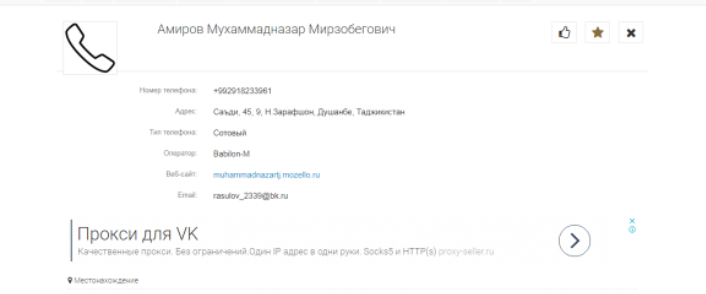 Амиров Мухаммадназар Мирзобегович
Номер телефона: +992918233961
Адрес: Саъди, 45, 9, Н.Зарафшон, Душанбе, Таджикистан
Тип телефона: Сотовый
Оператор: Babilon-M
Веб-сайт: muhammadnazartj.mozello.ru
Email: rasulov_2339@bk.ru
Прокси для VK
Качественные прокси. Без ограничений.Один IP адрес в одни руки. Socks5 и HTTP(s) proxy-seller.ru
Местонахождение